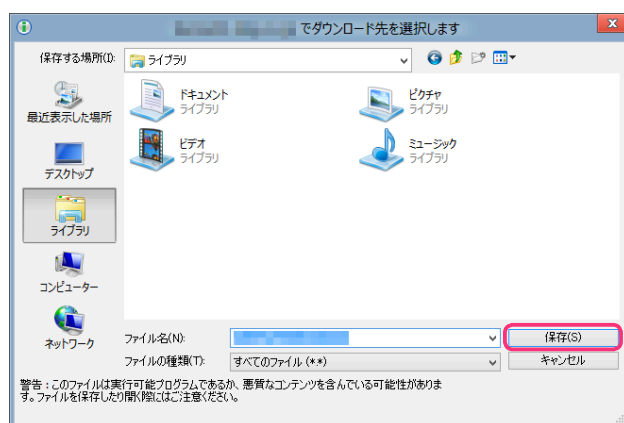 でダウンロード先を選択します
保存する場所(I):
ライブラリ
最近表示した場所
デスクトップ
ライブラリ
コンピューター
ネットワーク
ドキュメント
ライブラリ
ピクチャ
ライブラリ
ビデオ
ライブラリ
ミュージック
ライブラリ
ファイル名(N):
保存(S)
ファイルの種類(T):
すべてのファイル (*.*)
キャンセル
警告 : このファイルは実行可能プログラムであるか、悪質なコンテンツを含んでいる可能性がありま
す。ファイルを保存したり開く際にはご注意ください。